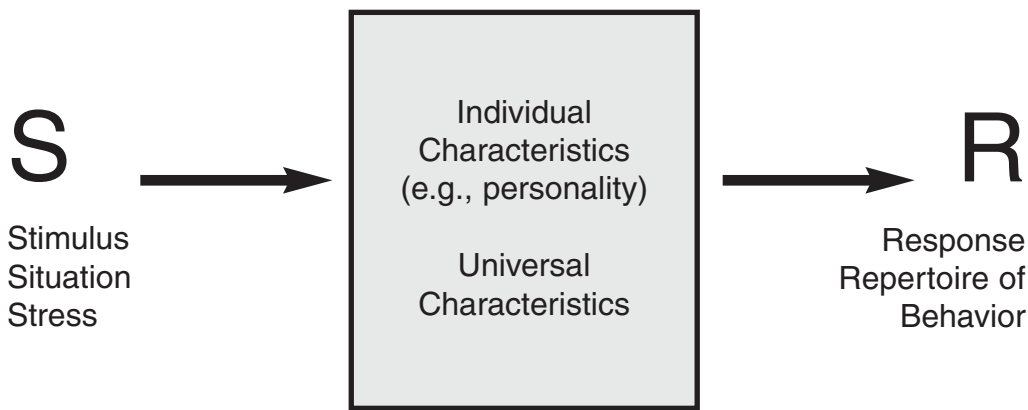 S
Stimulus
Situation
Stress
Individual
Characteristics
(e.g., personality)
Universal
Characteristics
R
Response
Repertoire of
Behavior